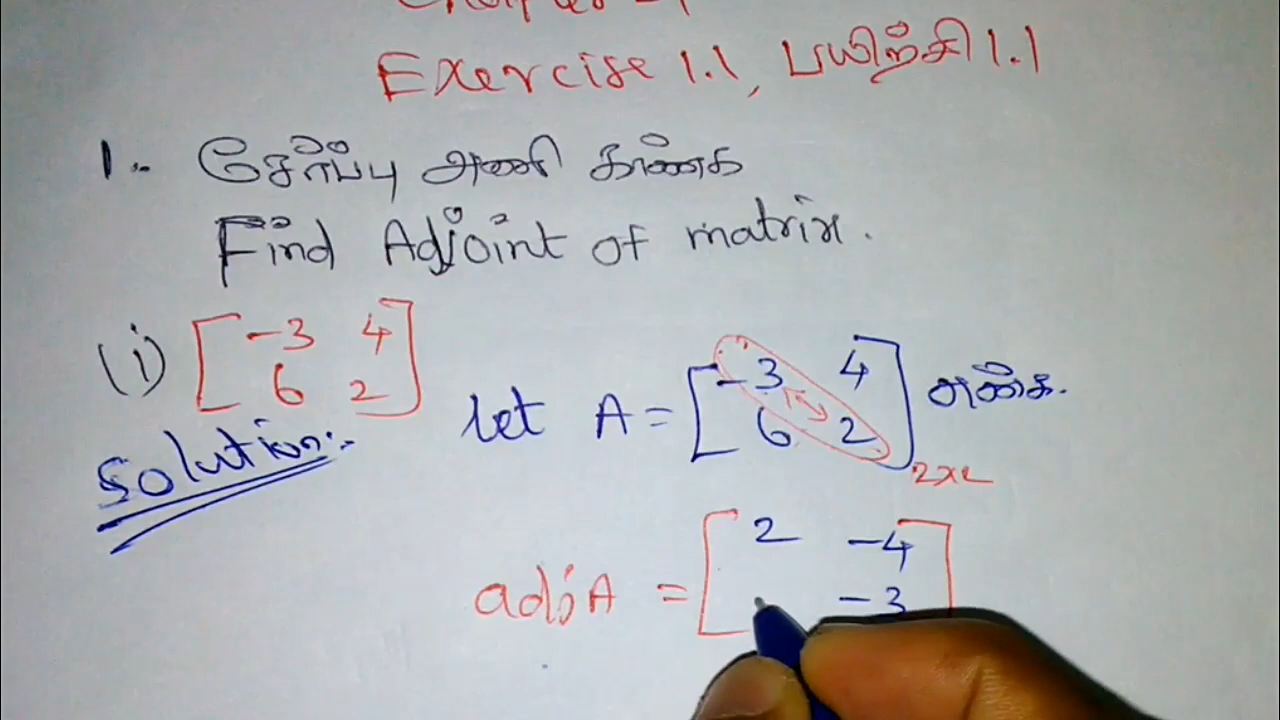 Exercise 1.1, பயிற்சி 1.1
1. சேர்ப்பு அணி காண்க
Find Adjoint of matrix.
(i) [-3 4
6 2]
Solution:-
let A = [-3 4
6 2] 2x2 என்க.
adj A = [2 -4
-3]